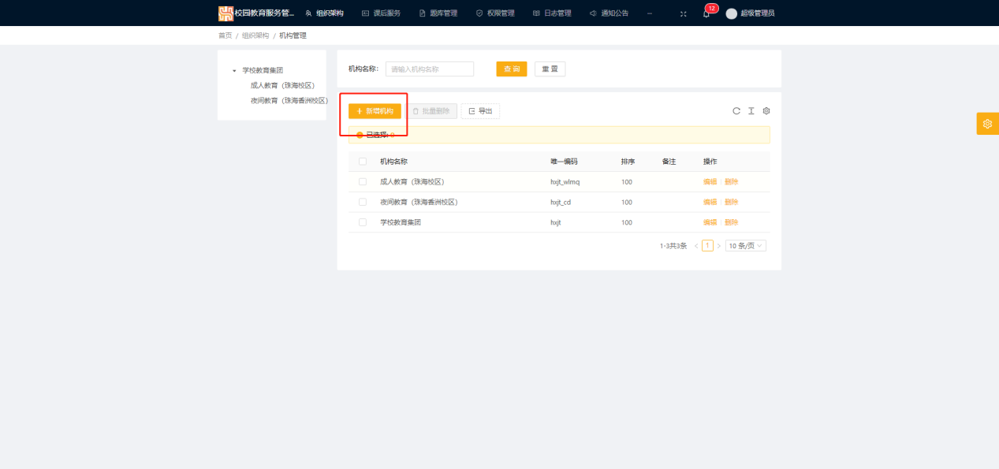 校园教育服务管... 组织架构 课后服务 题库管理 权限管理 日志管理 通知公告 12 超级管理员
首页 / 组织架构 / 机构管理
学校教育集团
成人教育（珠海校区）
夜间教育（珠海香洲校区）
机构名称: 请输入机构名称 查 询 重 置
+ 新增机构 批量删除 导出
已选择: 0
机构名称 唯一编码 排序 备注 操作
成人教育（珠海校区） hxjt_wlmq 100 编辑 删除
夜间教育（珠海香洲校区） hxjt_cd 100 编辑 删除
学校教育集团 hxjt 100 编辑 删除
1-3共3条 < 1 > 10 条/页